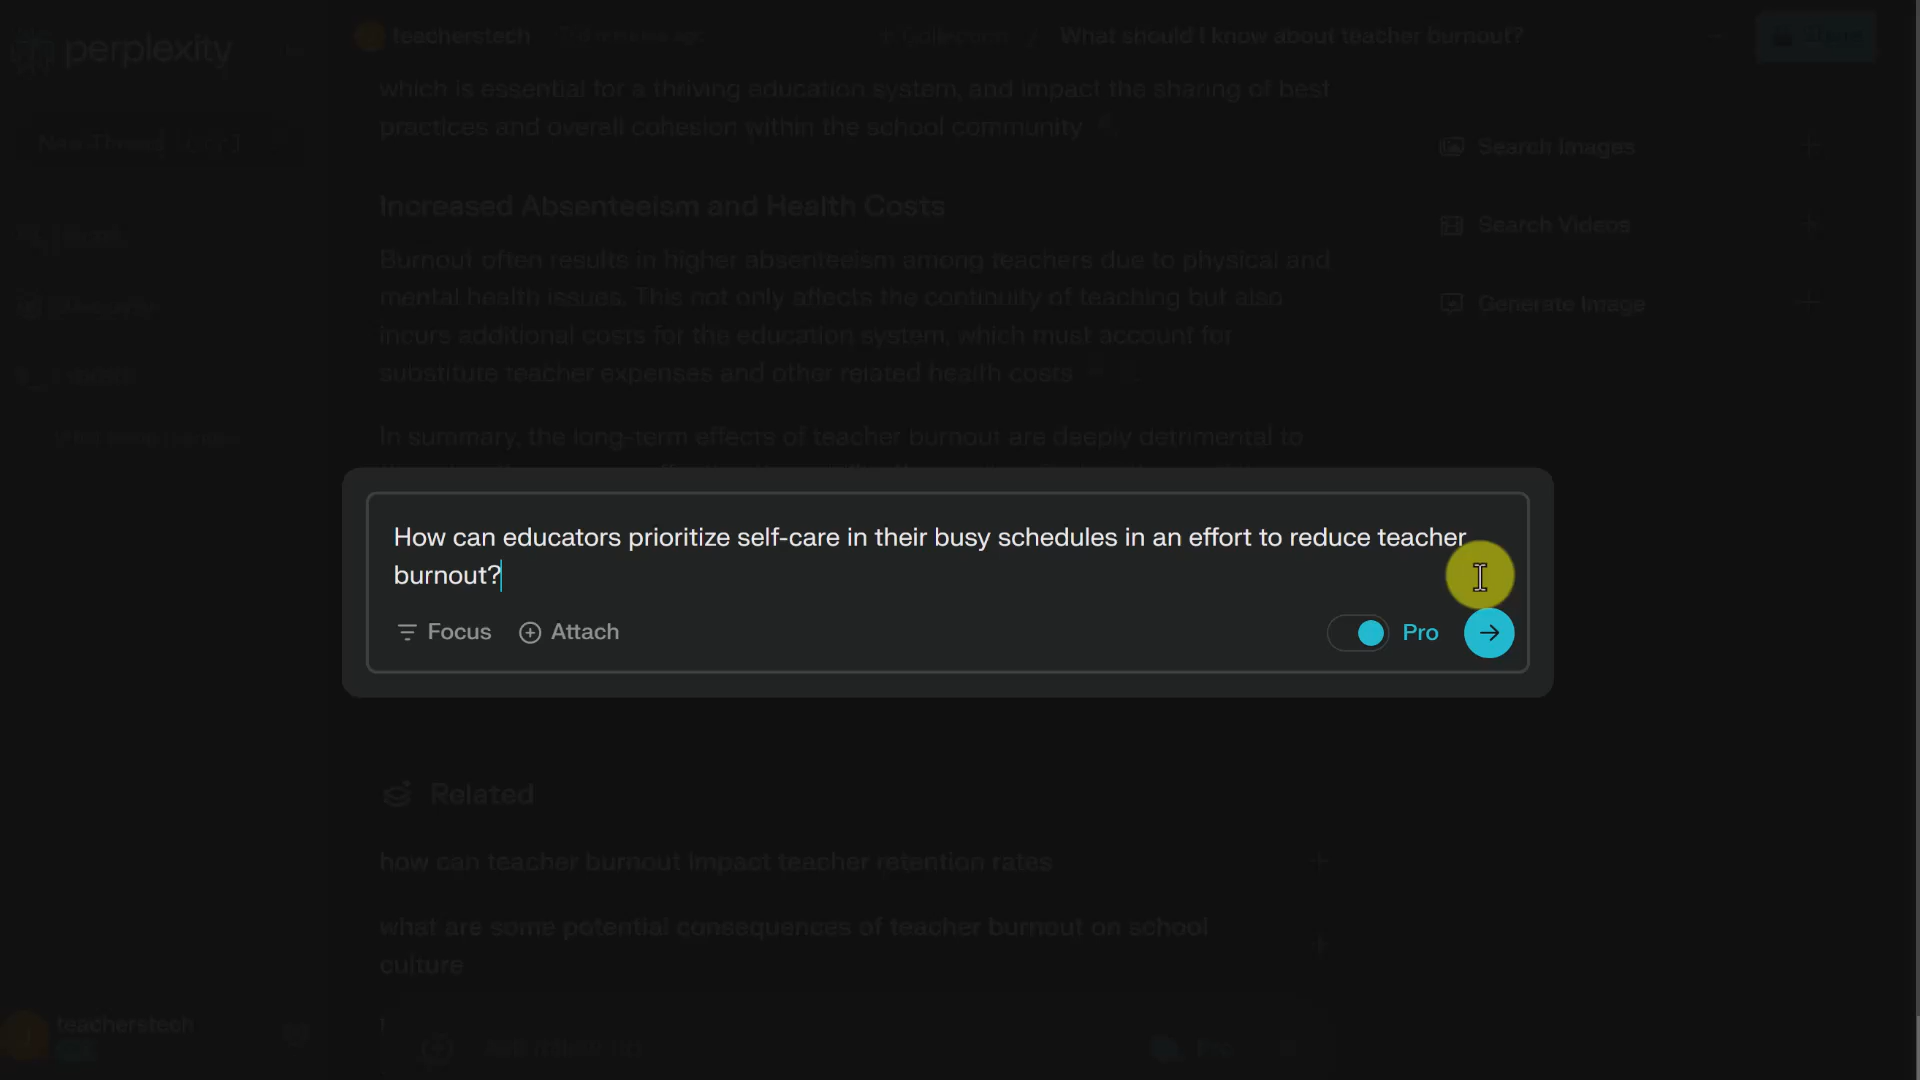 perplexity
teacherstech
What should I know about teacher burnout?
which is essential for a thriving education system, and impact the sharing of best
practices and overall cohesion within the school community
New Thread
Search Images
Search Videos
Generate Image
Increased Absenteeism and Health Costs
Burnout often results in higher absenteeism among teachers due to physical and
mental health issues. This not only affects the continuity of teaching but also
incurs additional costs for the education system, which must account for
substitute teacher expenses and other related health costs
In summary, the long-term effects of teacher burnout are deeply detrimental to
How can educators prioritize self-care in their busy schedules in an effort to reduce teacher
burnout?
Focus
Attach
Pro
Related
how can teacher burnout impact teacher retention rates
what are some potential consequences of teacher burnout on school
culture
teacherstech
Pro